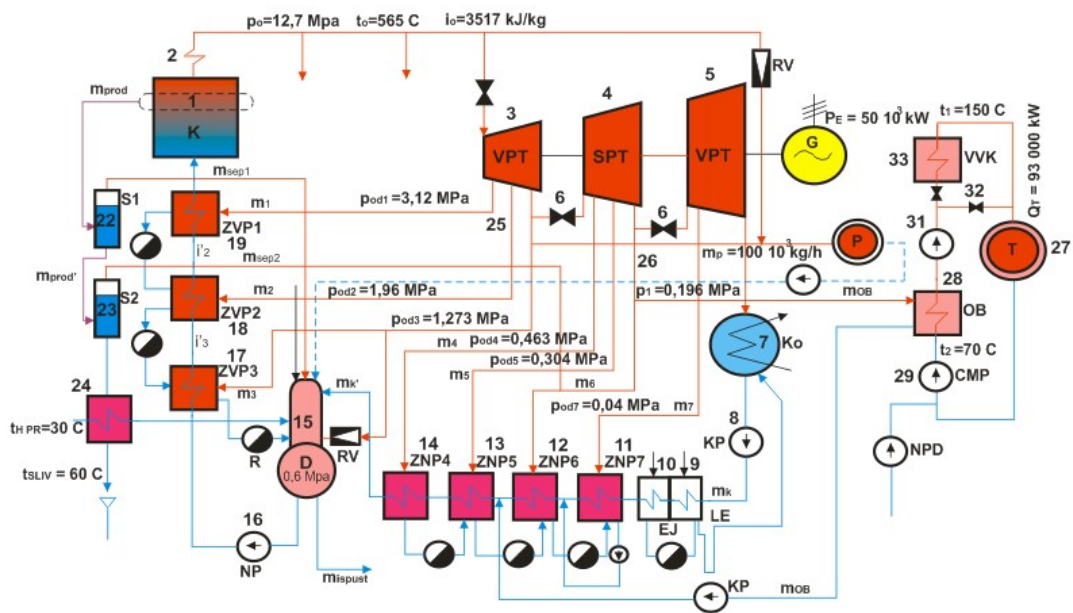 po=12,7 Mpa
to=565 C
io=3517 kJ/kg
2
mprod
1
K
3
VPT
4
SPT
5
VPT
RV
PE = 50 10³ kW
G
t1=150 C
VVK
33
32
31
QT = 93 000 kW
T
27
msep1
S1
22
m1
pod1=3,12 MPa
ZVP1
19
25
6
6
i'2
msep2
mprod'
S2
23
m2
pod2=1,96 MPa
ZVP2
18
mp=100 10³ kg/h
P
26
p1=0,196 MPa
mOB
28
OB
i'3
17
ZVP3
m3
pod3=1,273 MPa
m4
pod4=0,463 MPa
pod5=0,304 MPa
m5
m6
pod7=0,04 MPa
m7
7
Ko
t2=70 C
29
CMP
24
mk'
15
D
0,6 Mpa
RV
R
tH PR=30 C
tSLIV = 60 C
14
ZNP4
13
ZNP5
12
ZNP6
11
ZNP7
10
9
8
KP
mk
LE
EJ
NPD
16
NP
mispust
KP
mOB